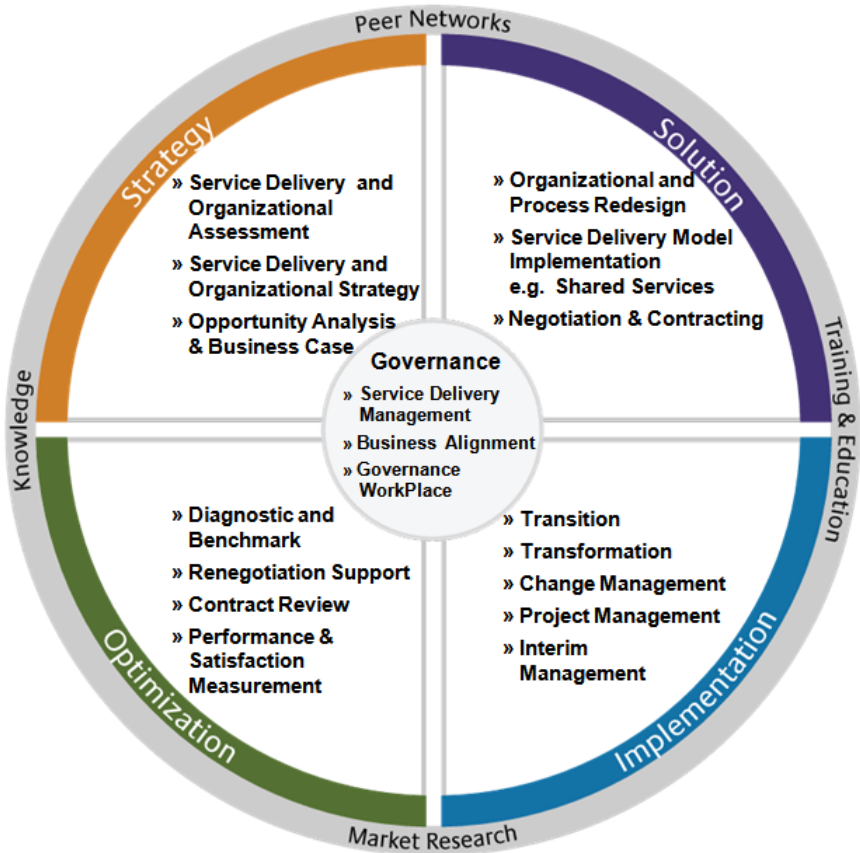 Peer Networks
Strategy
» Service Delivery and
Organizational
Assessment
» Service Delivery and
Organizational Strategy
» Opportunity Analysis
& Business Case
Solution
» Organizational and
Process Redesign
» Service Delivery Model
Implementation
e.g. Shared Services
» Negotiation & Contracting
Knowledge
Governance
» Service Delivery
Management
» Business Alignment
» Governance
WorkPlace
Training & Education
Optimization
» Diagnostic and
Benchmark
» Renegotiation Support
» Contract Review
» Performance &
Satisfaction
Measurement
Implementation
» Transition
» Transformation
» Change Management
» Project Management
» Interim
Management
Market Research